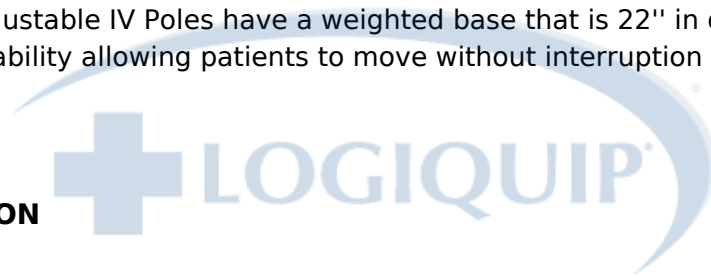 ustable IV Poles have a weighted base that is 22'' in
ability allowing patients to move without interruption
LOGIQUIP
ON